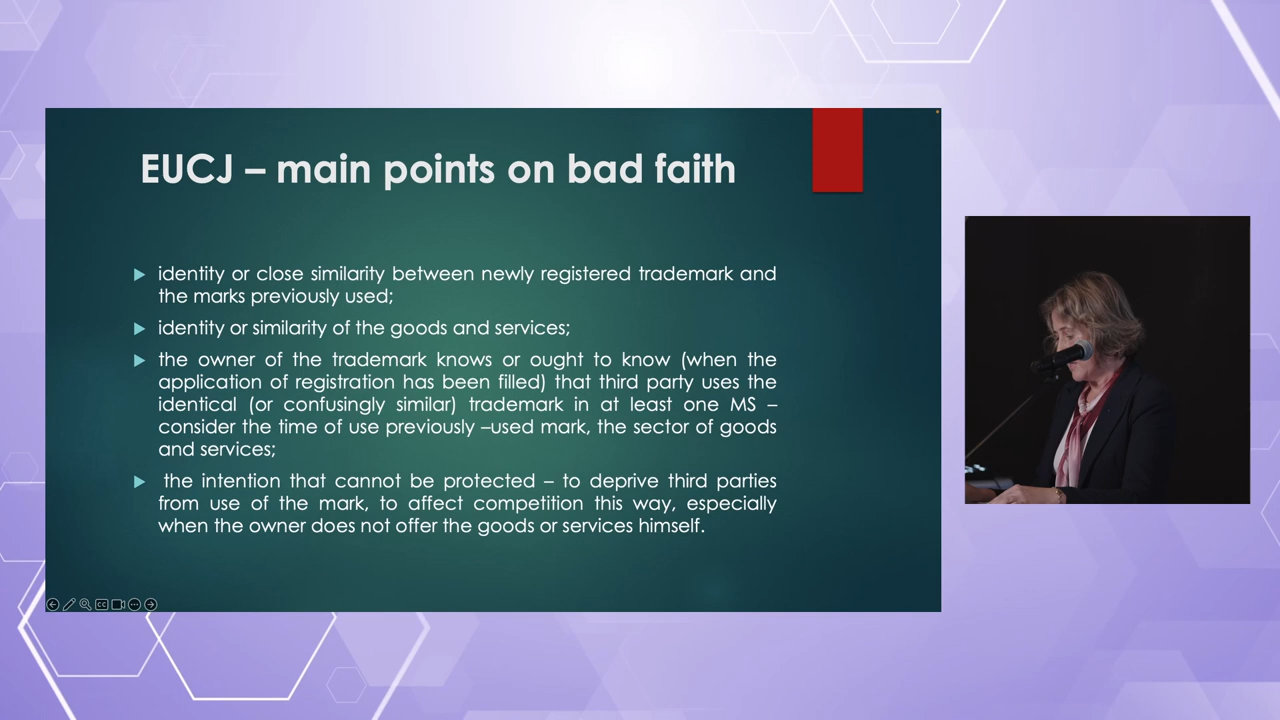 EUCJ – main points on bad faith
identity or close similarity between newly registered trademark and
the marks previously used;
identity or similarity of the goods and services;
the owner of the trademark knows or ought to know (when the
application of registration has been filled) that third party uses the
identical (or confusingly similar) trademark in at least one MS –
consider the time of use previously –used mark, the sector of goods
and services;
the intention that cannot be protected – to deprive third parties
from use of the mark, to affect competition this way, especially
when the owner does not offer the goods or services himself.